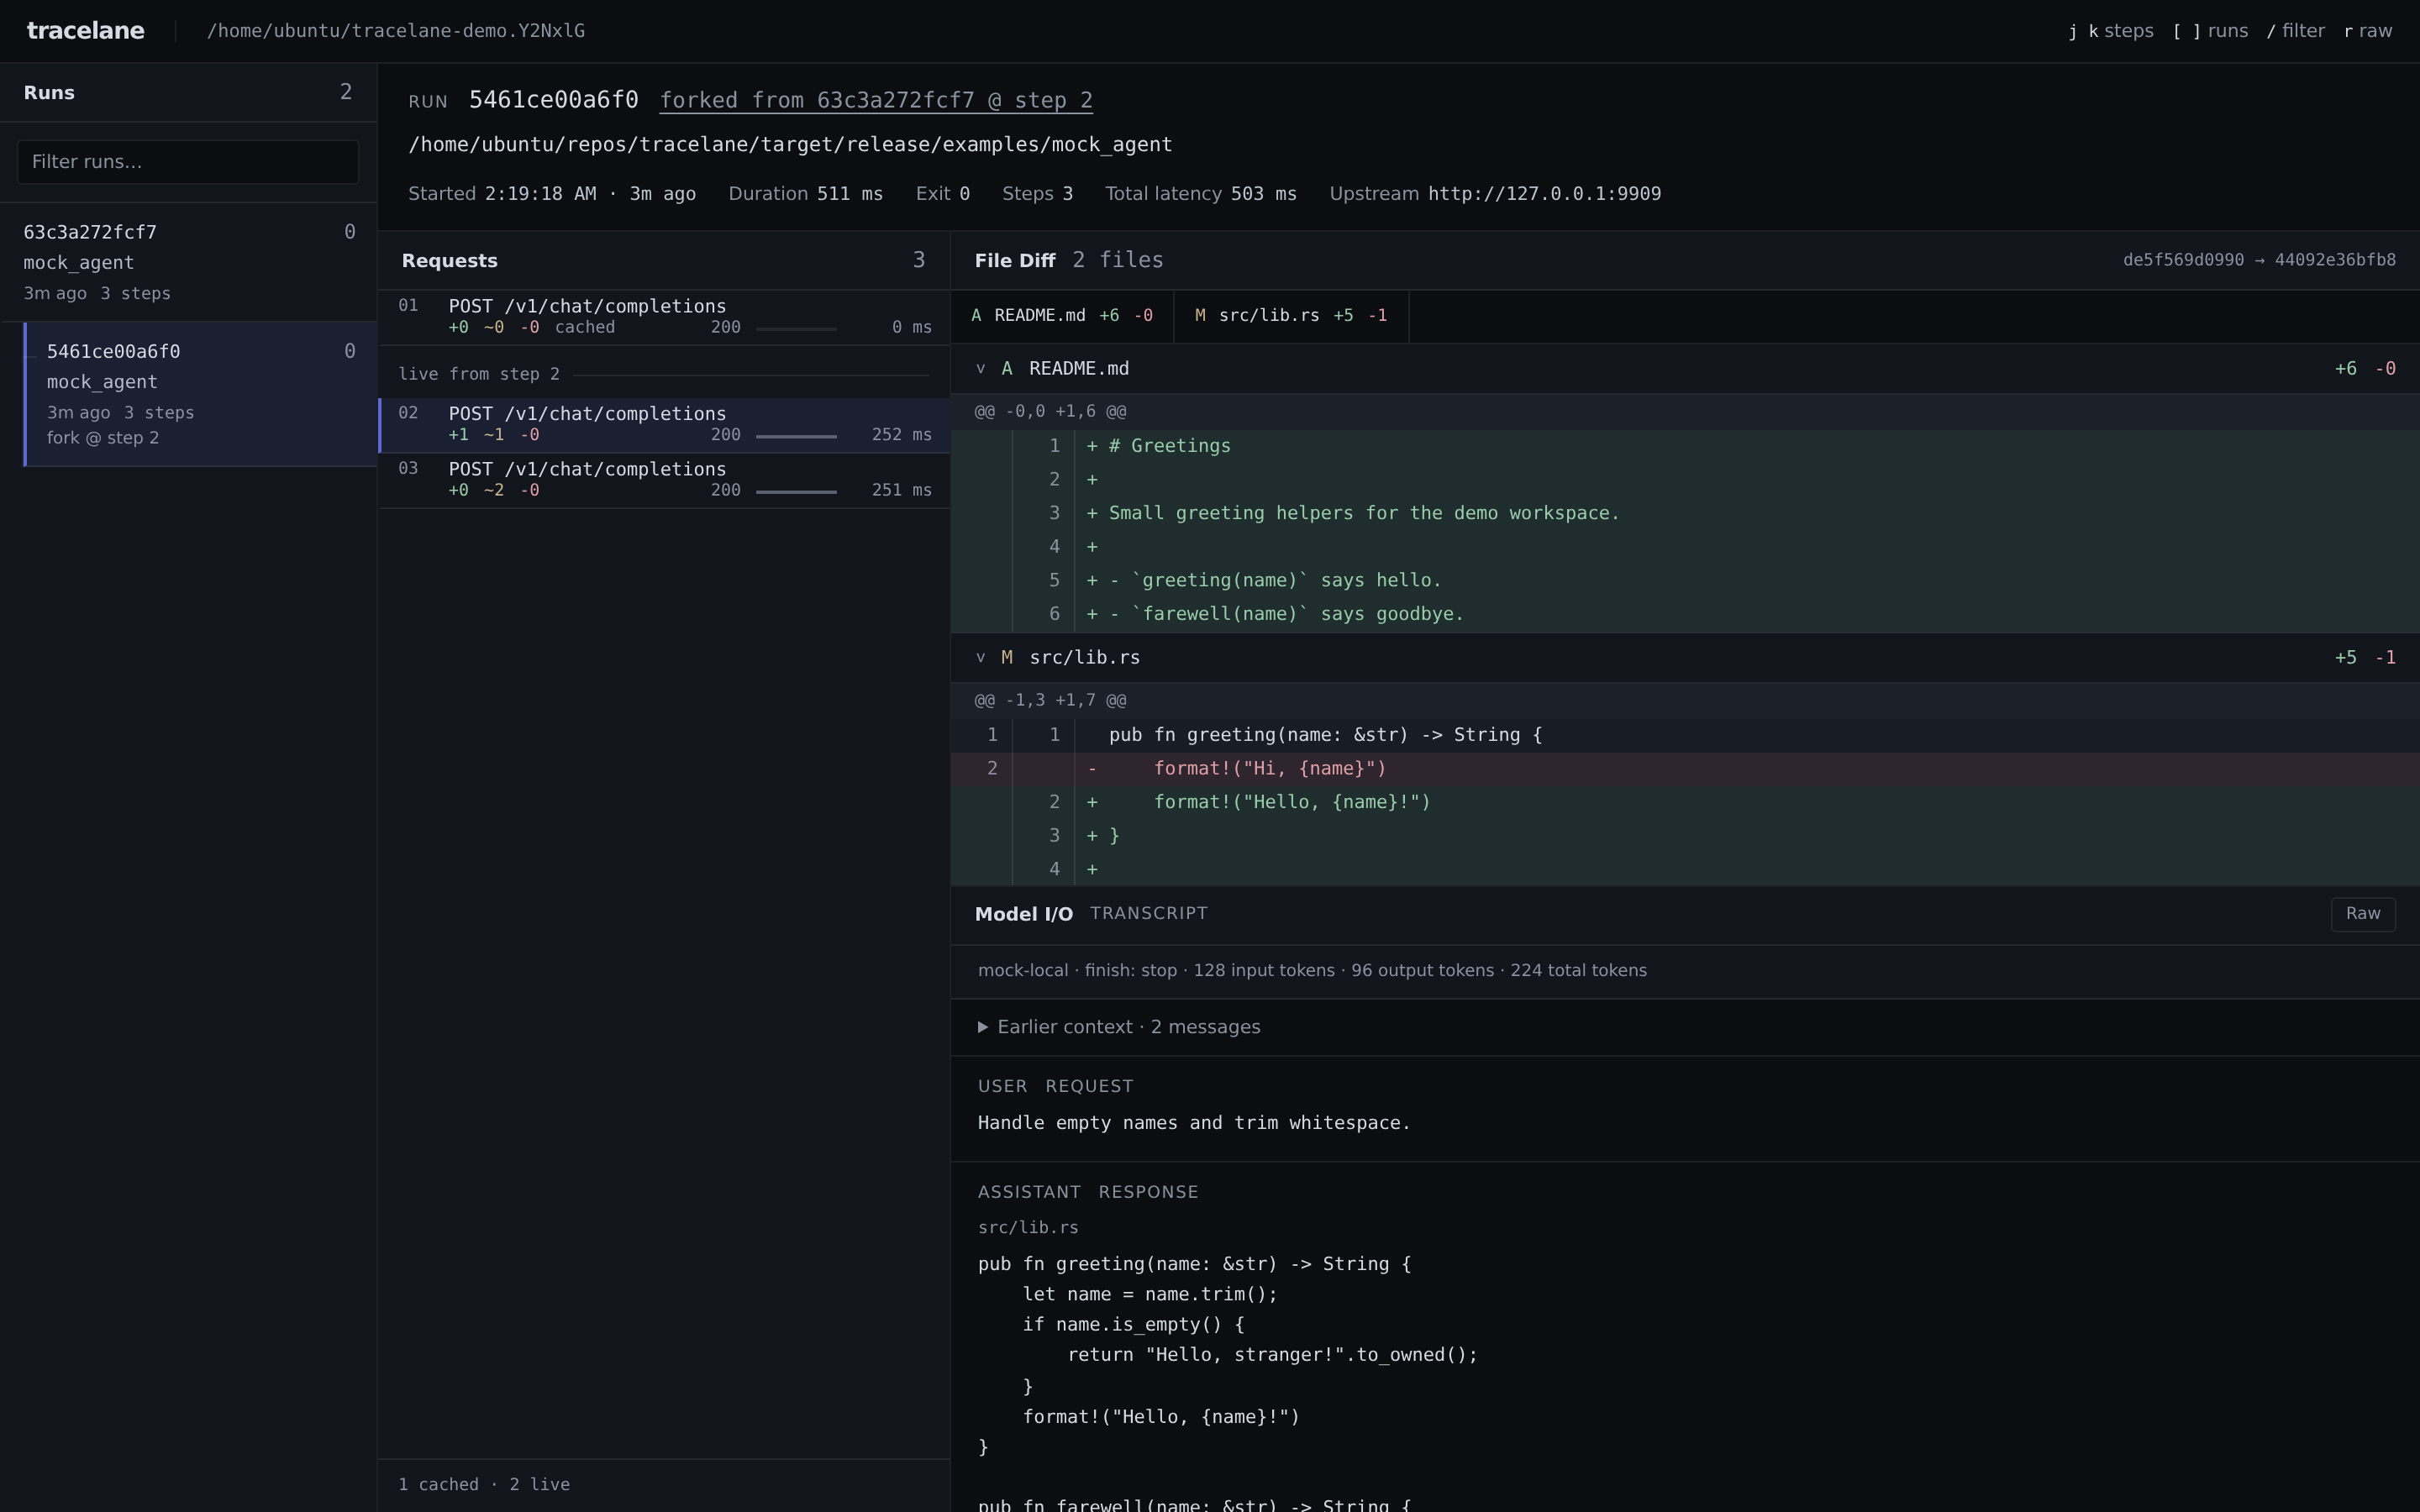 tracelane /home/ubuntu/tracelane-demo.Y2NxlG j k steps [ ] runs / filter r raw
Runs 2
Filter runs...
63c3a272fcf7 0
mock_agent
3m ago 3 steps
5461ce00a6f0 0
mock_agent
3m ago 3 steps
fork @ step 2
RUN 5461ce00a6f0 forked from 63c3a272fcf7 @ step 2
/home/ubuntu/repos/tracelane/target/release/examples/mock_agent
Started 2:19:18 AM · 3m ago Duration 511 ms Exit 0 Steps 3 Total latency 503 ms Upstream http://127.0.0.1:9909
Requests 3
01 POST /v1/chat/completions
+0 ~0 -0 cached 200 0 ms
live from step 2
02 POST /v1/chat/completions
+1 ~1 -0 200 252 ms
03 POST /v1/chat/completions
+0 ~2 -0 200 251 ms
1 cached · 2 live
File Diff 2 files de5f569d0990 → 44092e36bfb8
A README.md +6 -0 M src/lib.rs +5 -1
v A README.md +6 -0
@@ -0,0 +1,6 @@
1 + # Greetings
2 +
3 + Small greeting helpers for the demo workspace.
4 +
5 + - `greeting(name)` says hello.
6 + - `farewell(name)` says goodbye.
v M src/lib.rs +5 -1
@@ -1,3 +1,7 @@
1 1 pub fn greeting(name: &str) -> String {
2 - format!("Hi, {name}")
2 + format!("Hello, {name}!")
3 + }
4 +
Model I/O TRANSCRIPT Raw
mock-local · finish: stop · 128 input tokens · 96 output tokens · 224 total tokens
▶ Earlier context · 2 messages
USER REQUEST
Handle empty names and trim whitespace.
ASSISTANT RESPONSE
src/lib.rs
pub fn greeting(name: &str) -> String {
let name = name.trim();
if name.is_empty() {
return "Hello, stranger!".to_owned();
}
format!("Hello, {name}!")
}
pub fn farewell(name: &str) -> String {